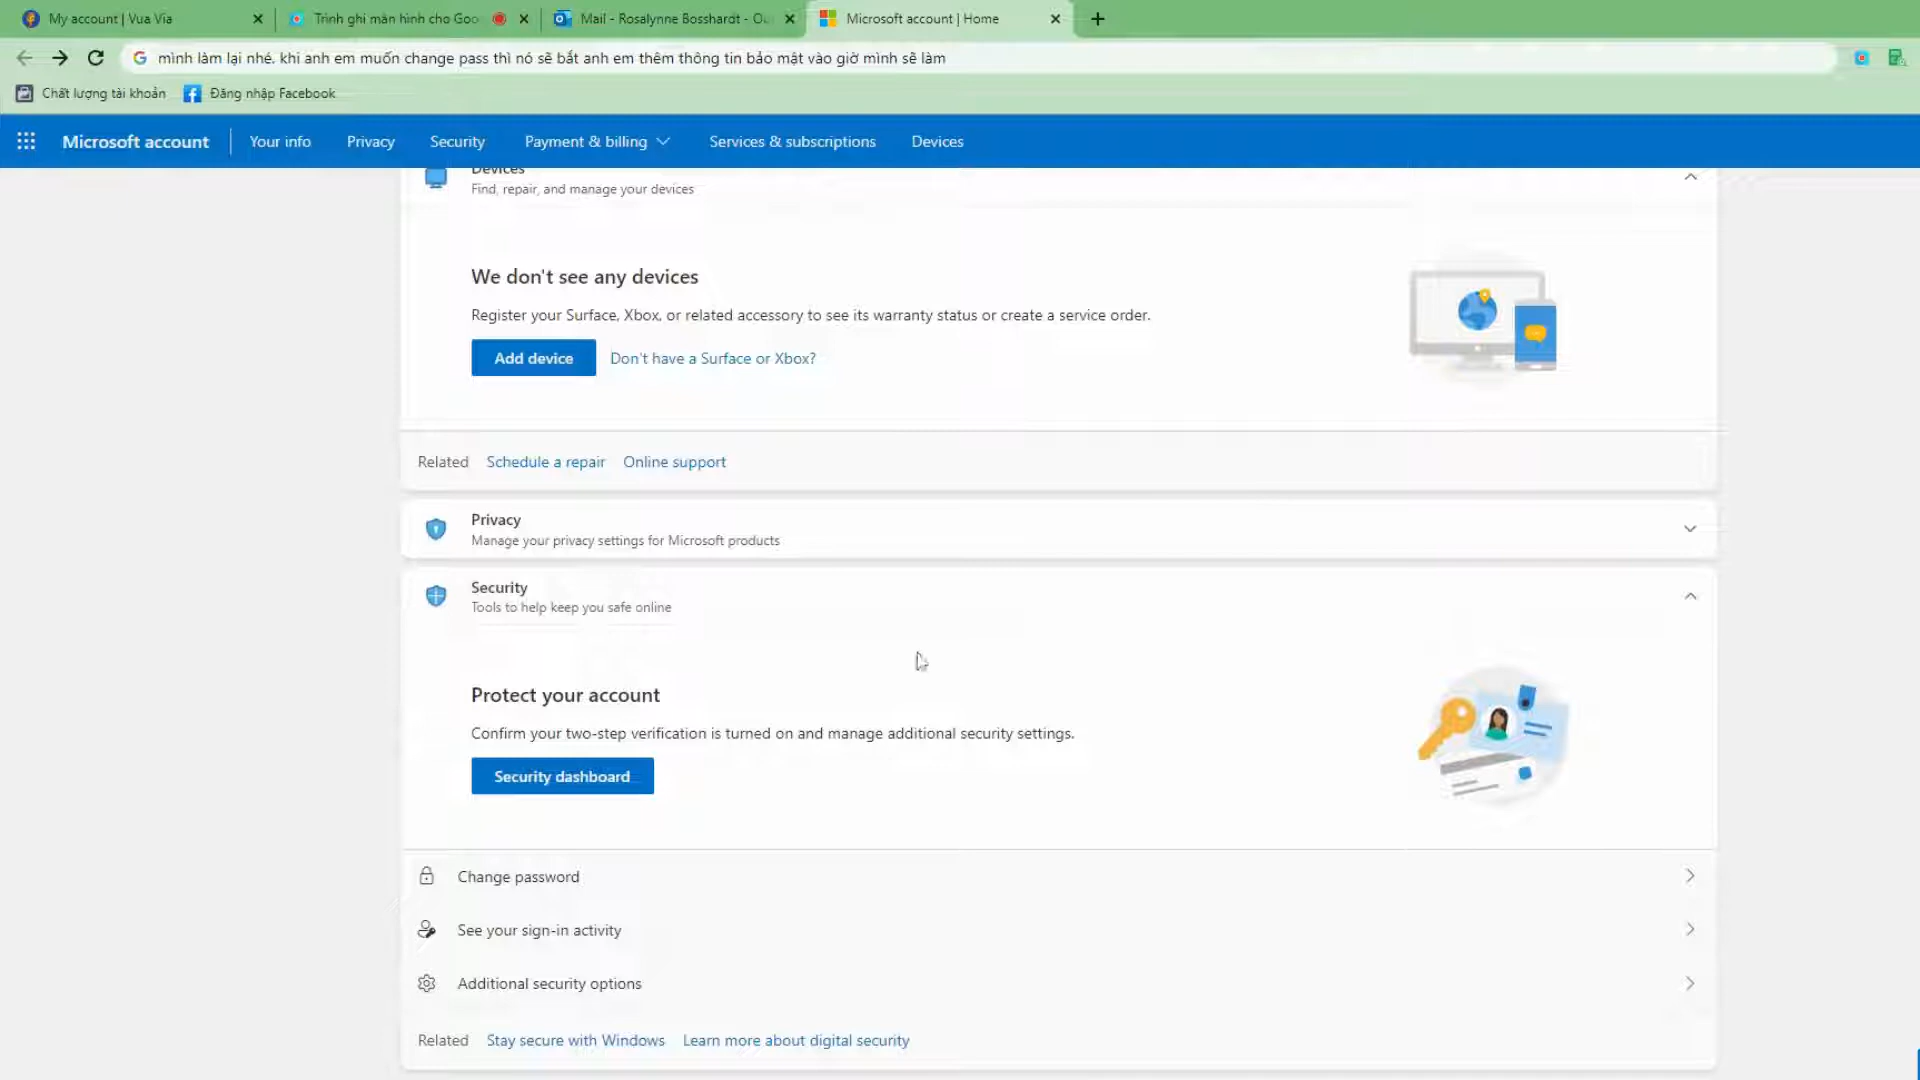 My account | Vua Via
Trình ghi màn hình cho Goo
Mail - Rosalynne Bosshardt - Ou
Microsoft account | Home
mình làm lại nhé. khi anh em muốn change pass thì nó sẽ bắt anh em thêm thông tin bảo mật vào giờ mình sẽ làm
Chất lượng tài khoản
Đăng nhập Facebook
Microsoft account
Your info
Privacy
Security
Payment & billing
Services & subscriptions
Devices
Devices
Find, repair, and manage your devices
We don't see any devices
Register your Surface, Xbox, or related accessory to see its warranty status or create a service order.
Add device
Don't have a Surface or Xbox?
Related
Schedule a repair
Online support
Privacy
Manage your privacy settings for Microsoft products
Security
Tools to help keep you safe online
Protect your account
Confirm your two-step verification is turned on and manage additional security settings.
Security dashboard
Change password
See your sign-in activity
Additional security options
Related
Stay secure with Windows
Learn more about digital security